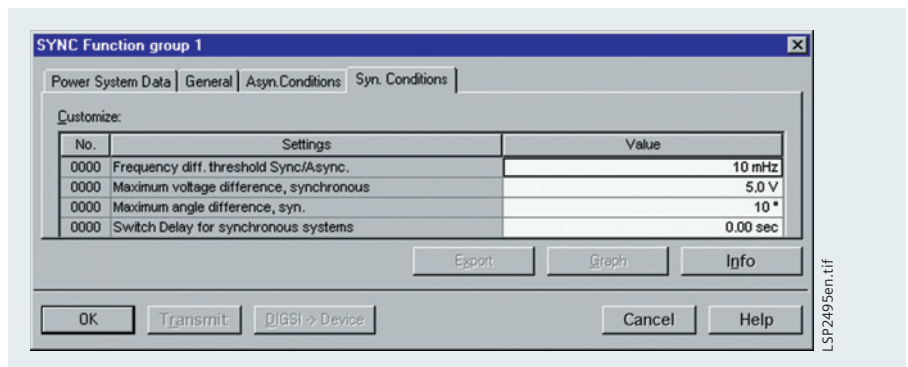 SYNC Function group 1
Power System Data General Asyn.Conditions Syn. Conditions
Customize:
No. Settings Value
0000 Frequency diff. threshold Sync/Async. 10 mHz
0000 Maximum voltage difference, synchronous 5.0 V
0000 Maximum angle difference, syn. 10 °
0000 Switch Delay for synchronous systems 0.00 sec
Export Graph Info
OK Transmit DIGSI -> Device Cancel Help
LSP2495en.tif